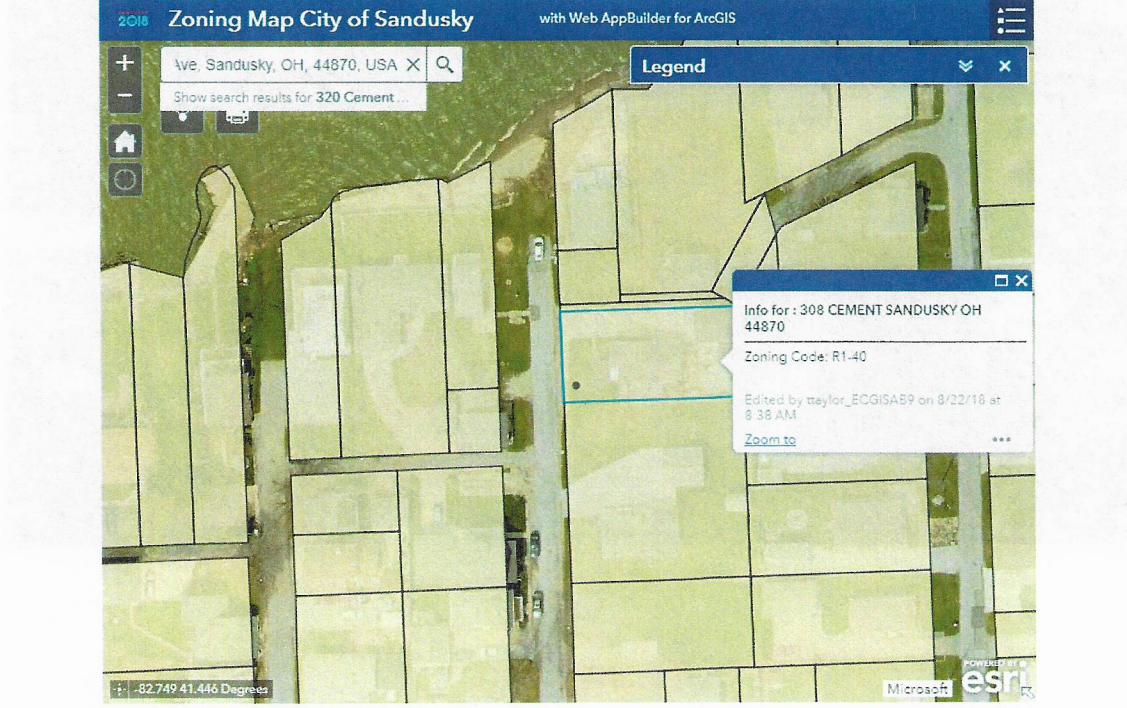 2018
Zoning Map City of Sandusky
with Web AppBuilder for ArcGIS
+
Ave, Sandusky, OH, 44870, USA
Legend
−
Show search results for 320 Cement ...
Info for : 308 CEMENT SANDUSKY OH
44870
Zoning Code: R1-40
Edited by ttaylor_ECGISAB9 on 8/22/18 at
8:38 AM
Zoom to
...
-82.749 41.446 Degrees
Microsoft
POWERED BY
esri